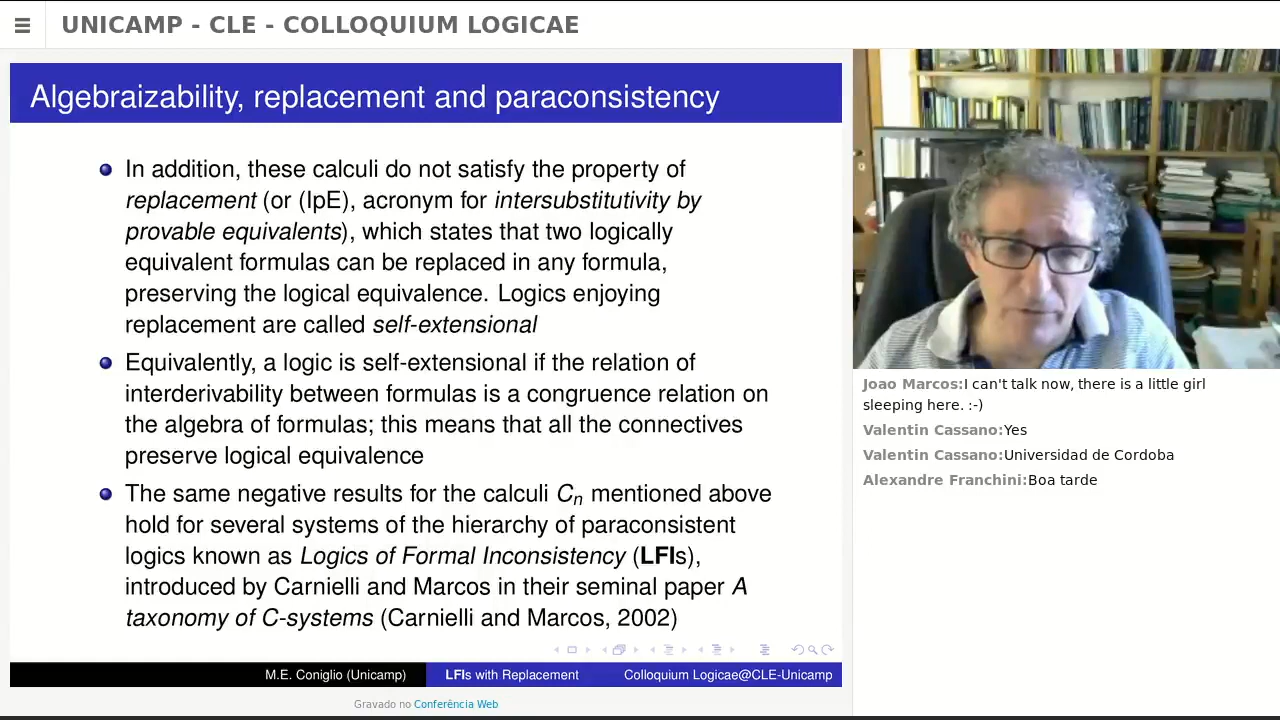 UNICAMP - CLE - COLLOQUIUM LOGICAE
Algebraizability, replacement and paraconsistency
In addition, these calculi do not satisfy the property of
replacement (or (IpE), acronym for intersubstitutivity by
provable equivalents), which states that two logically
equivalent formulas can be replaced in any formula,
preserving the logical equivalence. Logics enjoying
replacement are called self-extensional
Equivalently, a logic is self-extensional if the relation of
interderivability between formulas is a congruence relation on
the algebra of formulas; this means that all the connectives
preserve logical equivalence
The same negative results for the calculi Cn mentioned above
hold for several systems of the hierarchy of paraconsistent
logics known as Logics of Formal Inconsistency (LFIs),
introduced by Carnielli and Marcos in their seminal paper A
taxonomy of C-systems (Carnielli and Marcos, 2002)
M.E. Coniglio (Unicamp) LFIs with Replacement Colloquium Logicae@CLE-Unicamp
Gravado no Conferência Web
Joao Marcos:I can't talk now, there is a little girl
sleeping here. :-)
Valentin Cassano:Yes
Valentin Cassano:Universidad de Cordoba
Alexandre Franchini:Boa tarde